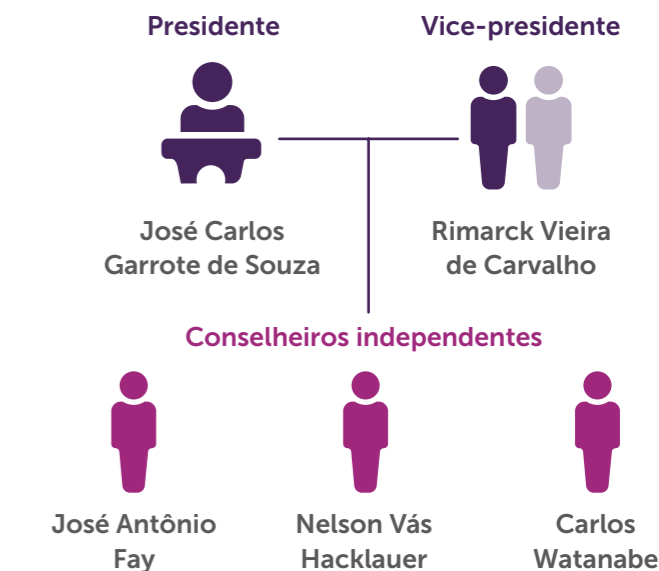 Presidente
Vice-presidente
José Carlos
Garrote de Souza
Rimarck Vieira
de Carvalho
Conselheiros independentes
José Antônio
Fay
Nelson Vás
Hacklauer
Carlos
Watanabe